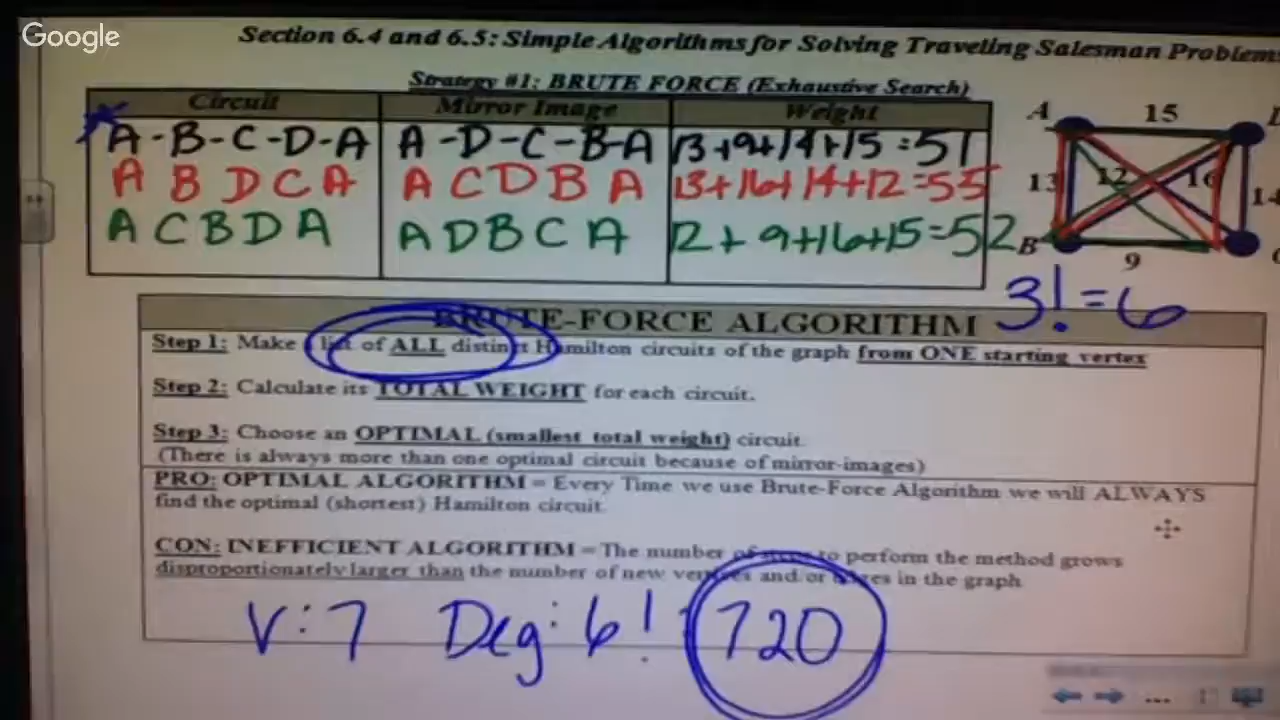 Google
Section 6.4 and 6.5: Simple Algorithms for Solving Traveling Salesman Problem
Strategy #1: BRUTE FORCE (Exhaustive Search)
Circuit Mirror Image Weight
A-B-C-D-A A-D-C-B-A 13+9+14+15=51
A B D C A A C D B A 13+16+14+12=55
A C B D A A D B C A 12+9+16+15=52
A 15
13 12 16 14
B 9
3!=6
BRUTE-FORCE ALGORITHM
Step 1: Make list of ALL distinct Hamilton circuits of the graph from ONE starting vertex
Step 2: Calculate its TOTAL WEIGHT for each circuit.
Step 3: Choose an OPTIMAL (smallest total weight) circuit.
(There is always more than one optimal circuit because of mirror-images)
PRO: OPTIMAL ALGORITHM = Every Time we use Brute-Force Algorithm we will ALWAYS
find the optimal (shortest) Hamilton circuit.
CON: INEFFICIENT ALGORITHM = The number of steps to perform the method grows
disproportionately larger than the number of new vertices and/or edges in the graph
V:7 Deg: 6! 720